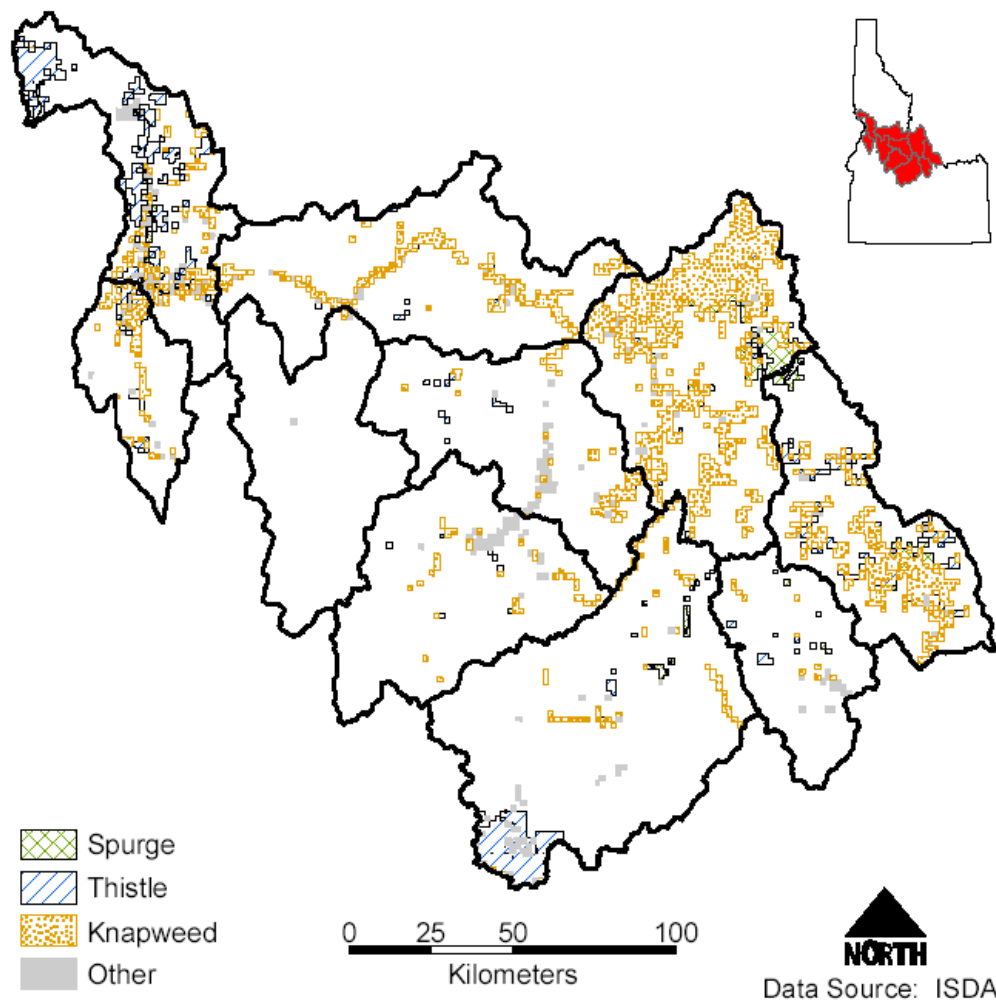 Spurge
Thistle
Knapweed
Other
0 25 50 100
Kilometers
NORTH
Data Source: ISDA